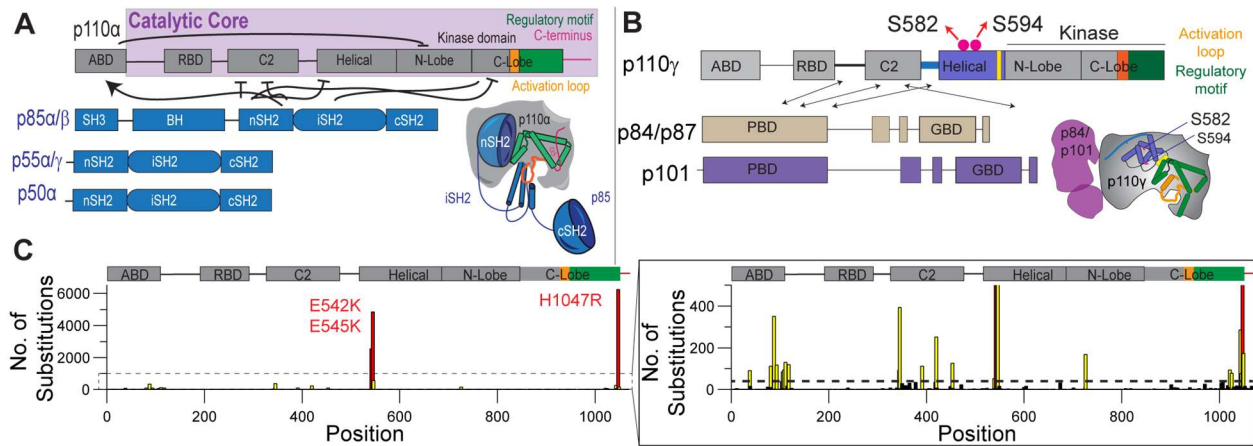 A
Catalytic Core
p110α
Regulatory motif
C-terminus
Kinase domain
ABD
RBD
C2
Helical
N-Lobe
C-Lobe
Activation loop
p85α/β
SH3
BH
nSH2
iSH2
cSH2
p55α/γ
nSH2
iSH2
cSH2
p50α
nSH2
iSH2
cSH2
p110α
nSH2
iSH2
p85
cSH2
B
S582
S594
Kinase
Activation
loop
Regulatory
motif
p110γ
ABD
RBD
C2
Helical
N-Lobe
C-Lobe
p84/p87
PBD
GBD
p101
PBD
GBD
S582
S594
p84/
p101
p110γ
C
ABD
RBD
C2
Helical
N-Lobe
C-Lobe
No. of
Substitutions
6000
4000
2000
0
E542K
E545K
H1047R
0
200
400
600
800
1000
Position
ABD
RBD
C2
Helical
N-Lobe
C-Lobe
No. of
Substitutions
400
200
0
0
200
400
600
800
1000
Position